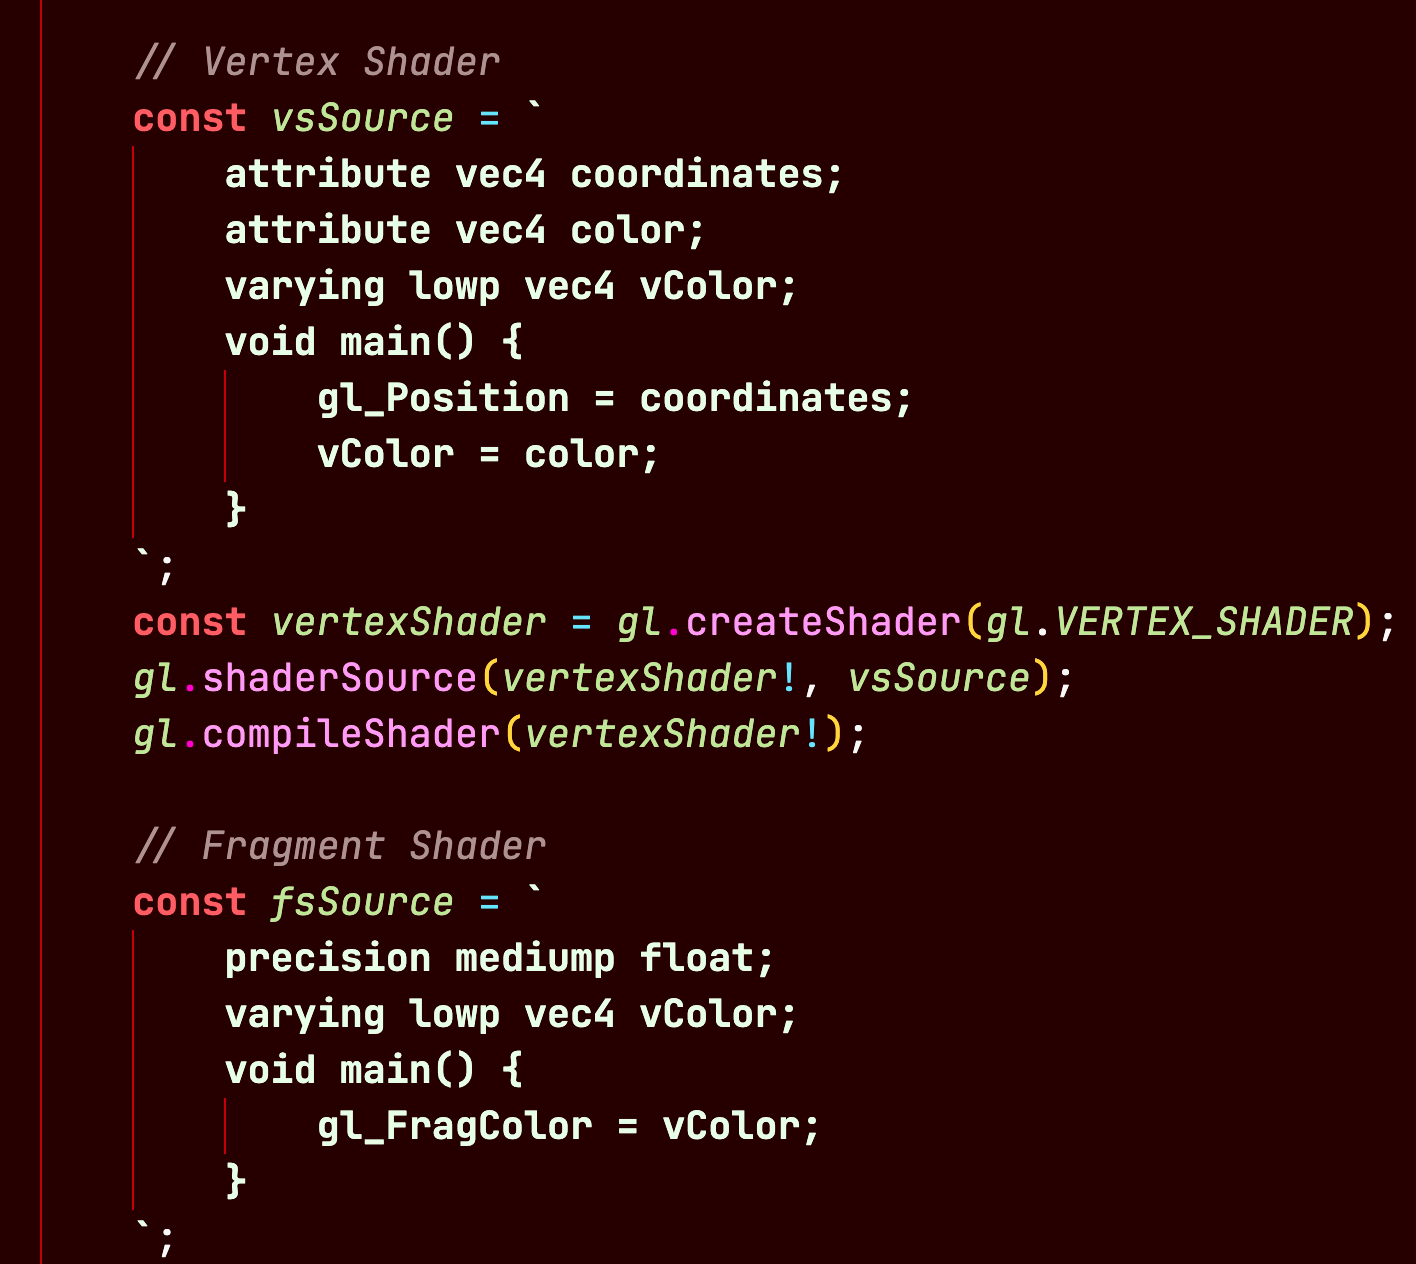 // Vertex Shader
const vsSource = `
attribute vec4 coordinates;
attribute vec4 color;
varying lowp vec4 vColor;
void main() {
gl_Position = coordinates;
vColor = color;
}
`;
const vertexShader = gl.createShader(gl.VERTEX_SHADER);
gl.shaderSource(vertexShader!, vsSource);
gl.compileShader(vertexShader!);
// Fragment Shader
const fsSource = `
precision mediump float;
varying lowp vec4 vColor;
void main() {
gl_FragColor = vColor;
}
`;